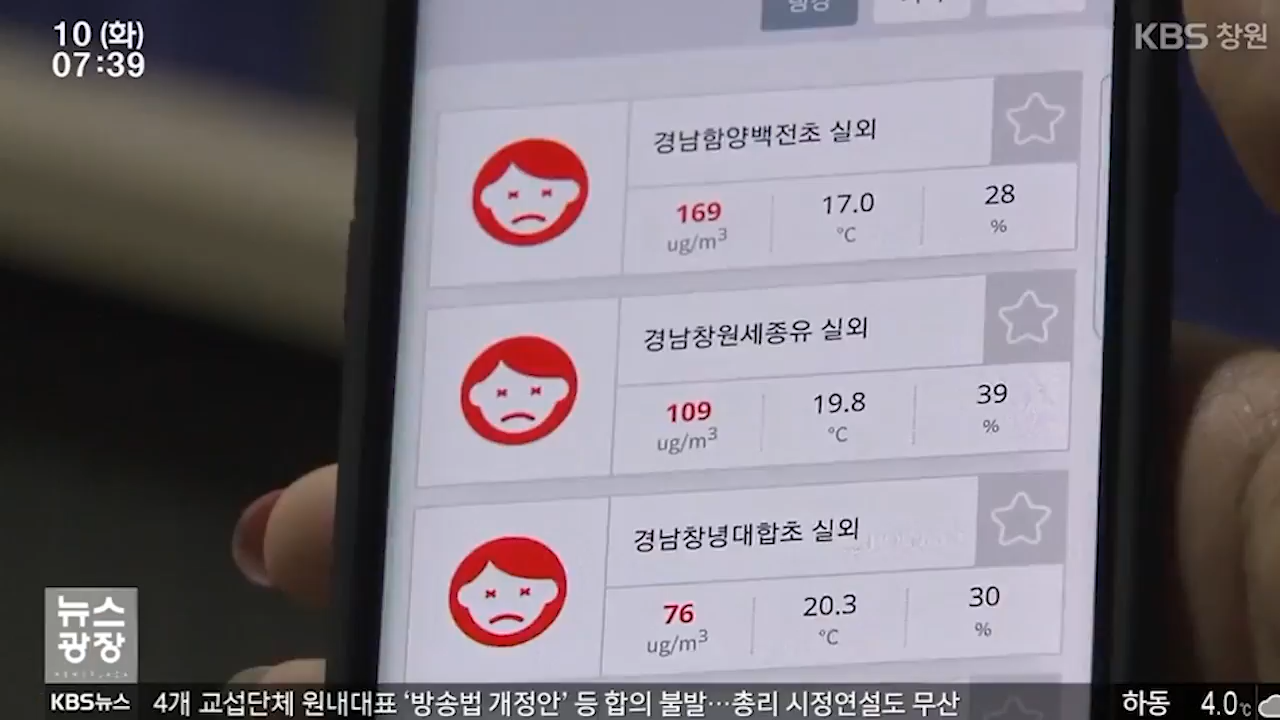 10 (화)
07:39
KBS 창원
경남함양백전초 실외
169
ug/m3
17.0
℃
28
%
경남창원세종유 실외
109
ug/m3
19.8
℃
39
%
경남창녕대합초 실외
76
ug/m3
20.3
℃
30
%
뉴스
광장
KBS뉴스 4개 교섭단체 원내대표 ‘방송법 개정안’ 등 합의 불발…총리 시정연설도 무산 하동 4.0℃